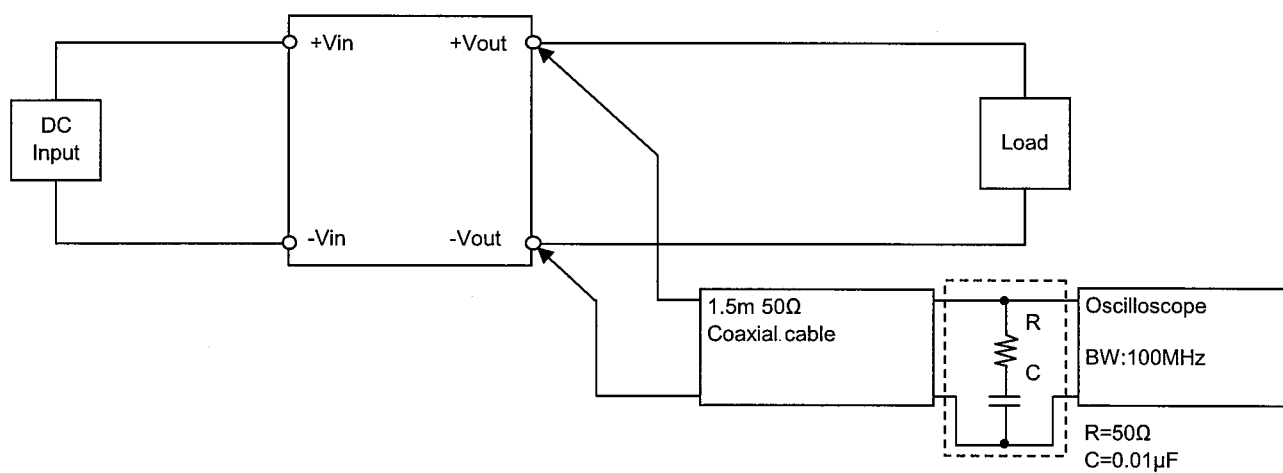 +Vin
+Vout
DC
Input
Load
-Vin
-Vout
1.5m 50Ω
Coaxial.cable
R
C
Oscilloscope
BW:100MHz
R=50Ω
C=0.01µF